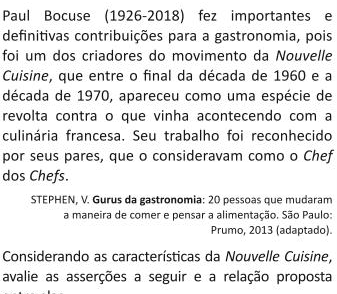 Paul Bocuse (1926-2018) fez importantes e
definitivas contribuições para a gastronomia, pois
foi um dos criadores do movimento da Nouvelle
Cuisine, que entre o final da década de 1960 e a
década de 1970, apareceu como uma espécie de
revolta contra o que vinha acontecendo com a
culinária francesa. Seu trabalho foi reconhecido
por seus pares, que o consideravam como o Chef
dos Chefs.
STEPHEN, V. Gurus da gastronomia: 20 pessoas que mudaram
a maneira de comer e pensar a alimentação. São Paulo:
Prumo, 2013 (adaptado).
Considerando as características da Nouvelle Cuisine,
avalie as asserções a seguir e a relação proposta